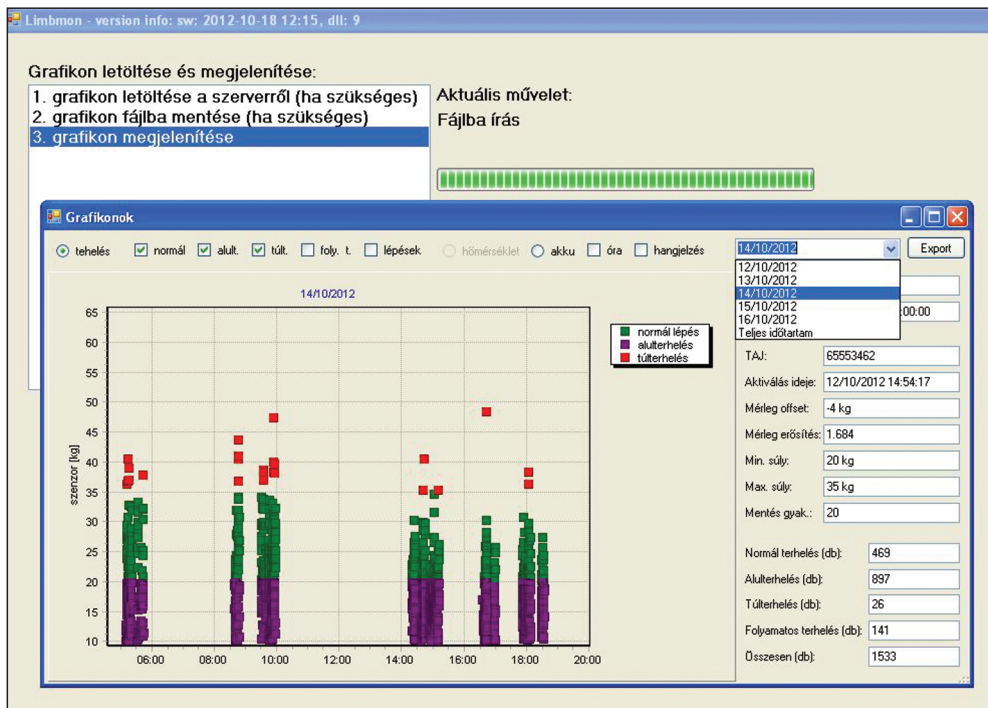 Limbmon - version info: sw: 2012-10-18 12:15, dll: 9
Grafikon letöltése és megjelenítése:
1. grafikon letöltése a szerverről (ha szükséges)
2. grafikon fájlba mentése (ha szükséges)
3. grafikon megjelenítése
Aktuális művelet:
Fájlba írás
Grafikonok
tehelés normál alult. túlt. foly. t. lépések hőmérséklet akku óra hangjelzés
14/10/2012
Export
12/10/2012
13/10/2012
14/10/2012
15/10/2012
16/10/2012
Teljes időtartam
:00:00
14/10/2012
normál lépés
alulterhelés
túlterhelés
szenzor [kg]
65
60
55
50
45
40
35
30
25
20
15
10
06:00 08:00 10:00 12:00 14:00 16:00 18:00 20:00
TAJ: 65553462
Aktiválás ideje: 12/10/2012 14:54:17
Mérleg offset: -4 kg
Mérleg erősítés: 1.684
Min. súly: 20 kg
Max. súly: 35 kg
Mentés gyak.: 20
Normál terhelés (db): 469
Alulterhelés (db): 897
Túlterhelés (db): 26
Folyamatos terhelés (db): 141
Összesen (db): 1533